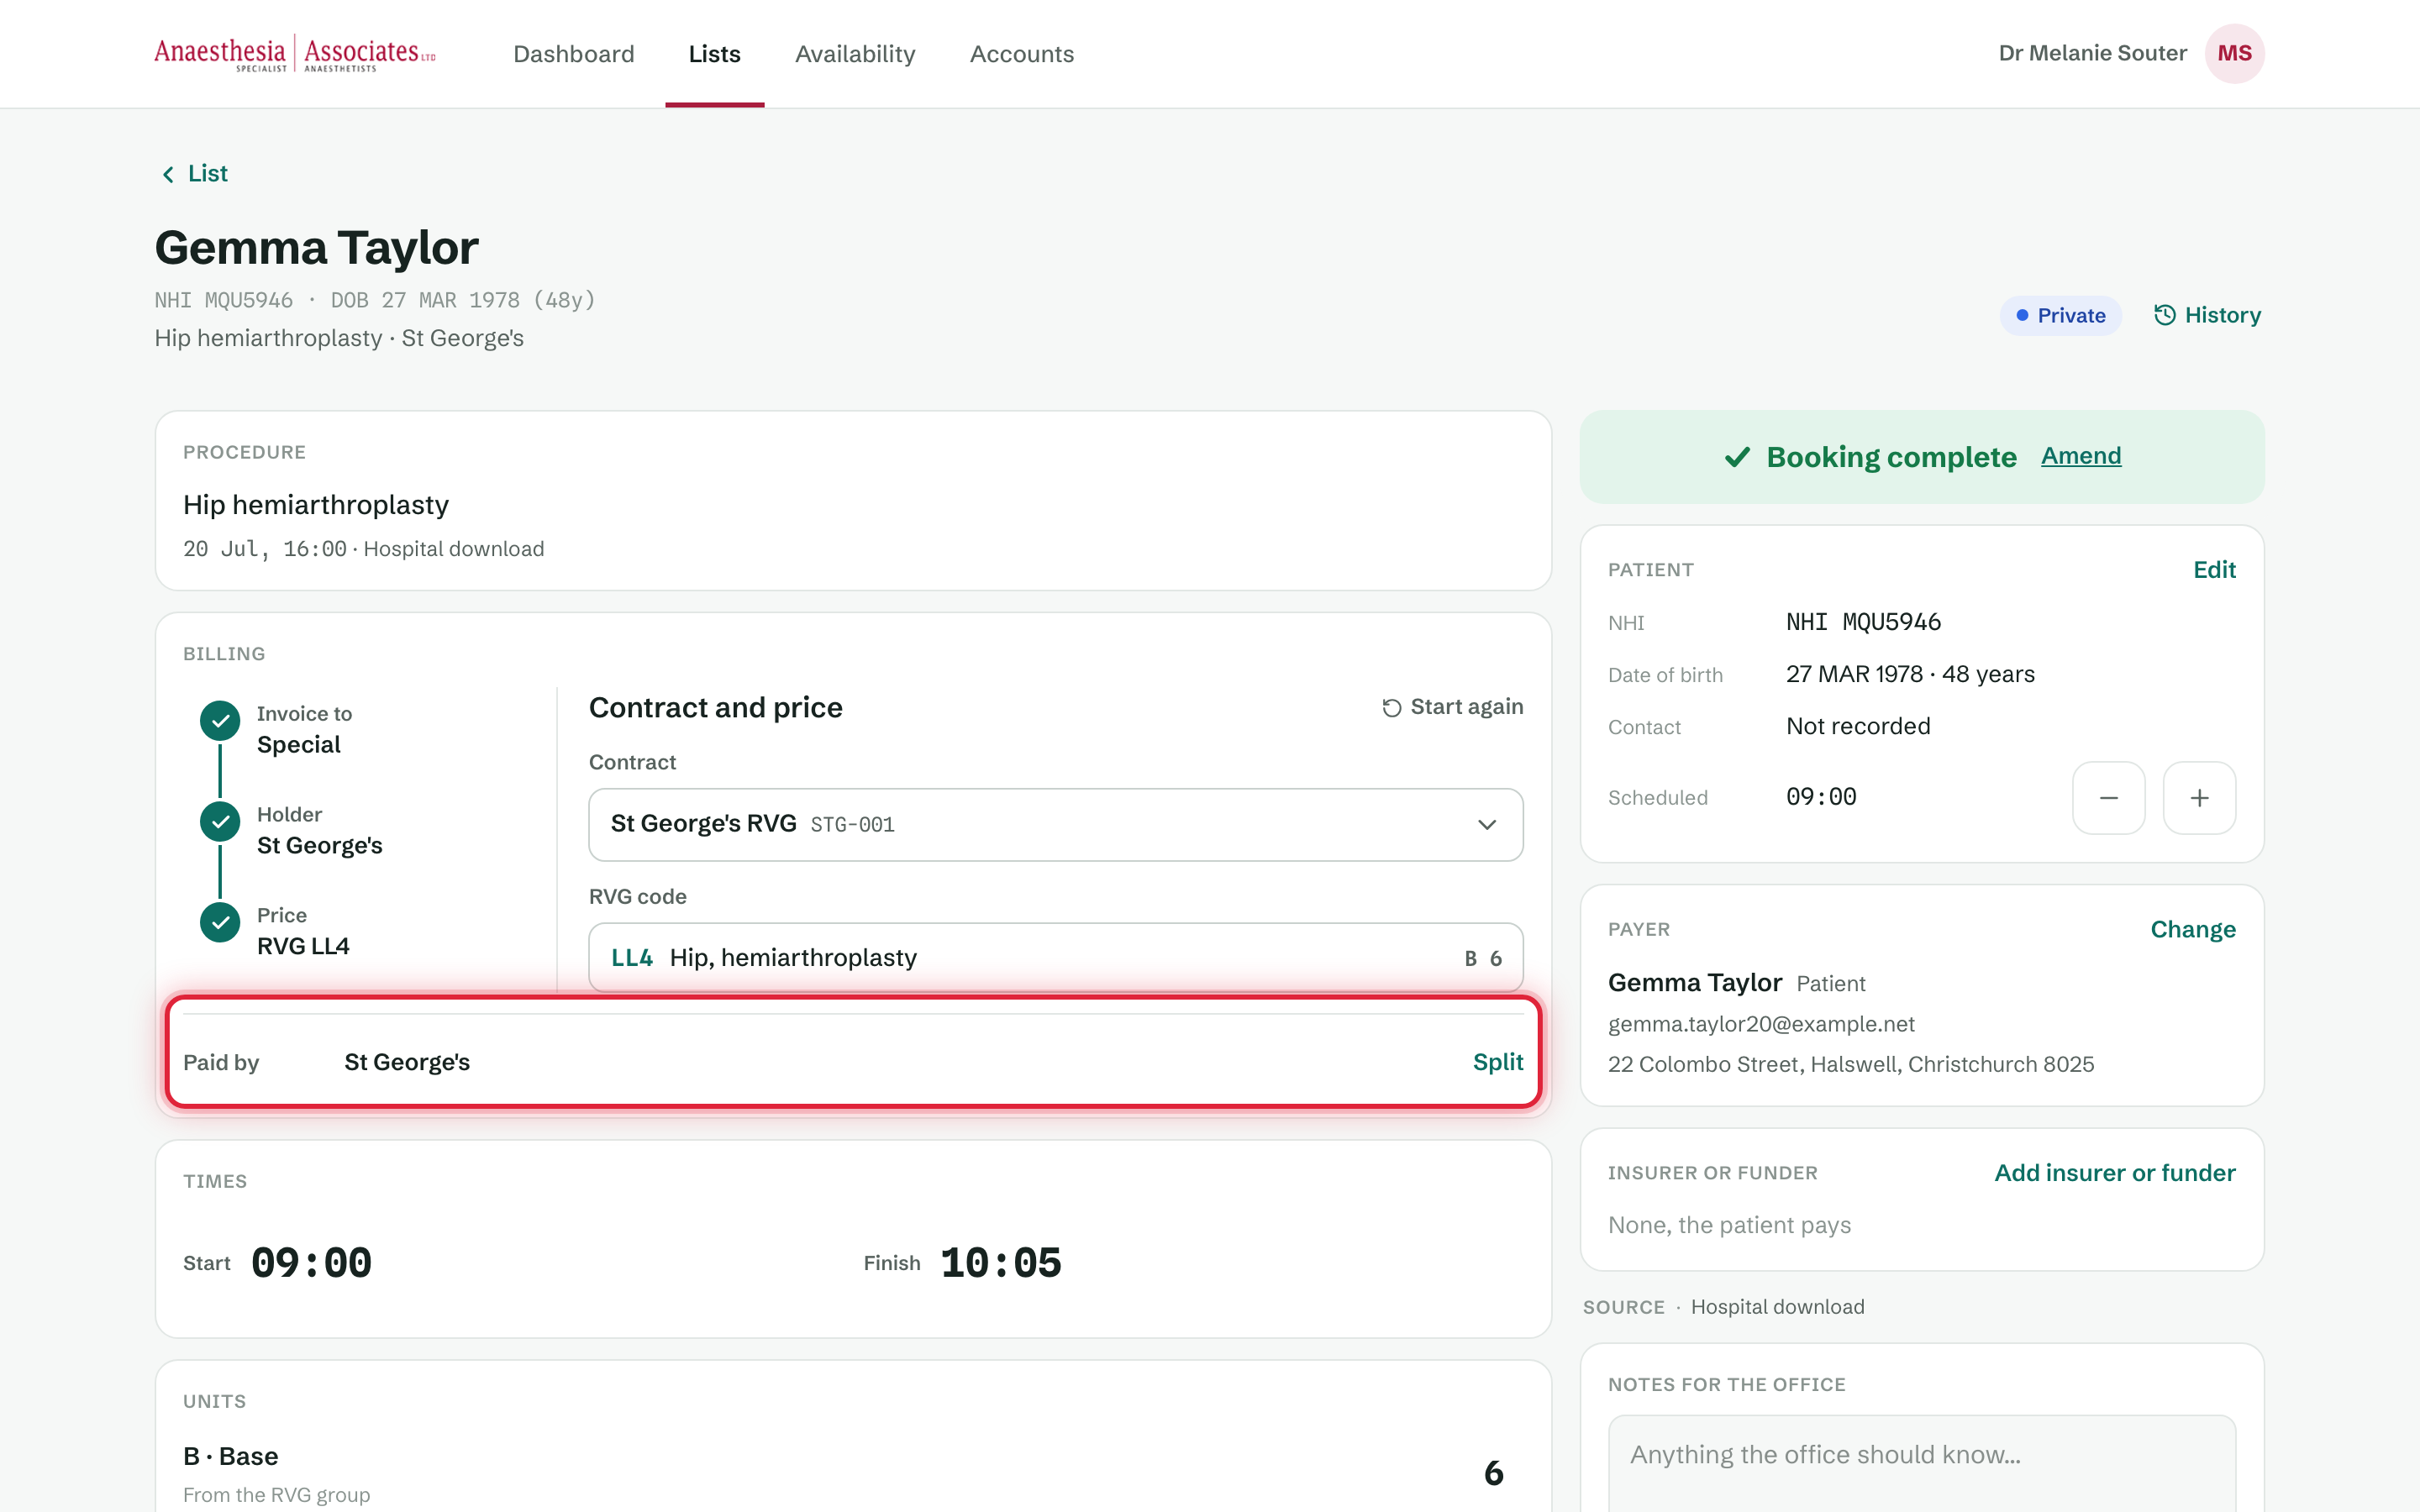 Anaesthesia | Associates LTD
SPECIALIST ANAESTHETISTS
Dashboard
Lists
Availability
Accounts
Dr Melanie Souter
MS
List
Gemma Taylor
NHI MQU5946 · DOB 27 MAR 1978 (48y)
Hip hemiarthroplasty · St George's
Private
History
PROCEDURE
Hip hemiarthroplasty
20 Jul, 16:00 · Hospital download
BILLING
Invoice to
Special
Holder
St George's
Price
RVG LL4
Contract and price
Start again
Contract
St George's RVG STG-001
RVG code
LL4 Hip, hemiarthroplasty B 6
Paid by St George's Split
TIMES
Start 09:00
Finish 10:05
UNITS
B · Base
From the RVG group
6
Booking complete Amend
PATIENT Edit
NHI NHI MQU5946
Date of birth 27 MAR 1978 · 48 years
Contact Not recorded
Scheduled 09:00 − +
PAYER Change
Gemma Taylor Patient
gemma.taylor20@example.net
22 Colombo Street, Halswell, Christchurch 8025
INSURER OR FUNDER Add insurer or funder
None, the patient pays
SOURCE · Hospital download
NOTES FOR THE OFFICE
Anything the office should know...